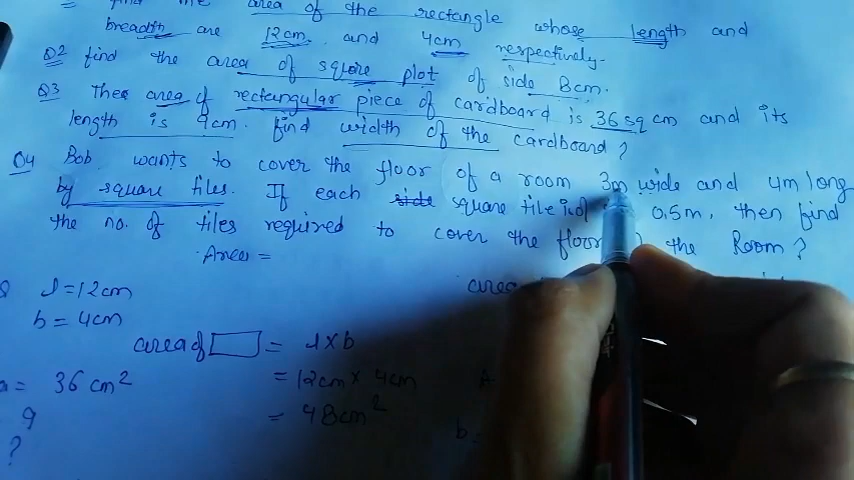 = find the area of the rectangle whose length and
breadth are 12cm and 4cm respectively.
Q2 find the area of square plot of side 8cm.
Q3 The area of rectangular piece of cardboard is 36 sq cm and its
length is 9cm. find width of the cardboard ?
Q4 Bob wants to cover the floor of a room 3m wide and 4m long
by square tiles. If each side square tile is of 0.5m, then find
the no. of tiles required to cover the floor the Room?
Area =
l = 12cm
b = 4cm
area of = l x b
= 12cm x 4cm
= 48cm²
36 cm²
9
?
area
A
b